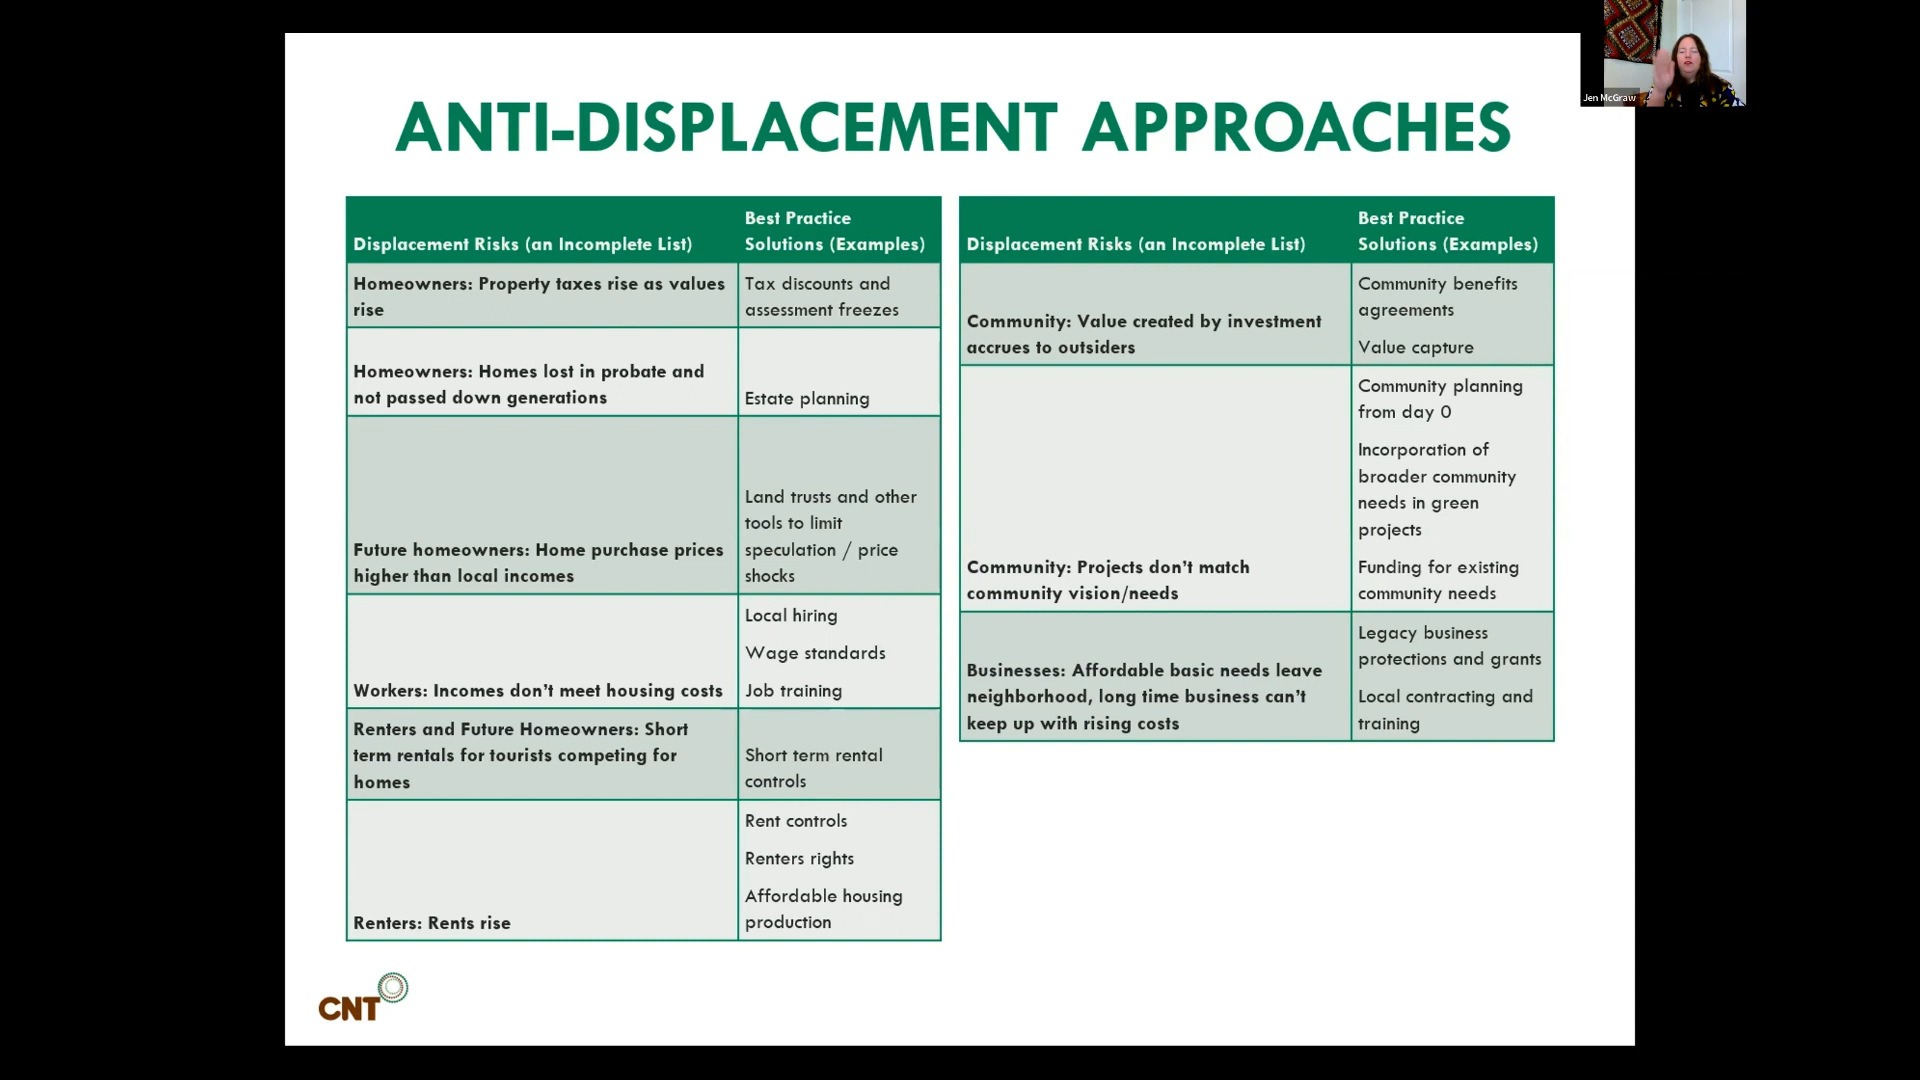 Jen McGraw
ANTI-DISPLACEMENT APPROACHES
Displacement Risks (an Incomplete List)
Best Practice
Solutions (Examples)
Homeowners: Property taxes rise as values
rise
Tax discounts and
assessment freezes
Homeowners: Homes lost in probate and
not passed down generations
Estate planning
Future homeowners: Home purchase prices
higher than local incomes
Land trusts and other
tools to limit
speculation / price
shocks
Workers: Incomes don’t meet housing costs
Local hiring
Wage standards
Job training
Renters and Future Homeowners: Short
term rentals for tourists competing for
homes
Short term rental
controls
Renters: Rents rise
Rent controls
Renters rights
Affordable housing
production
Displacement Risks (an Incomplete List)
Best Practice
Solutions (Examples)
Community: Value created by investment
accrues to outsiders
Community benefits
agreements
Value capture
Community: Projects don’t match
community vision/needs
Community planning
from day 0
Incorporation of
broader community
needs in green
projects
Funding for existing
community needs
Businesses: Affordable basic needs leave
neighborhood, long time business can’t
keep up with rising costs
Legacy business
protections and grants
Local contracting and
training
CNT